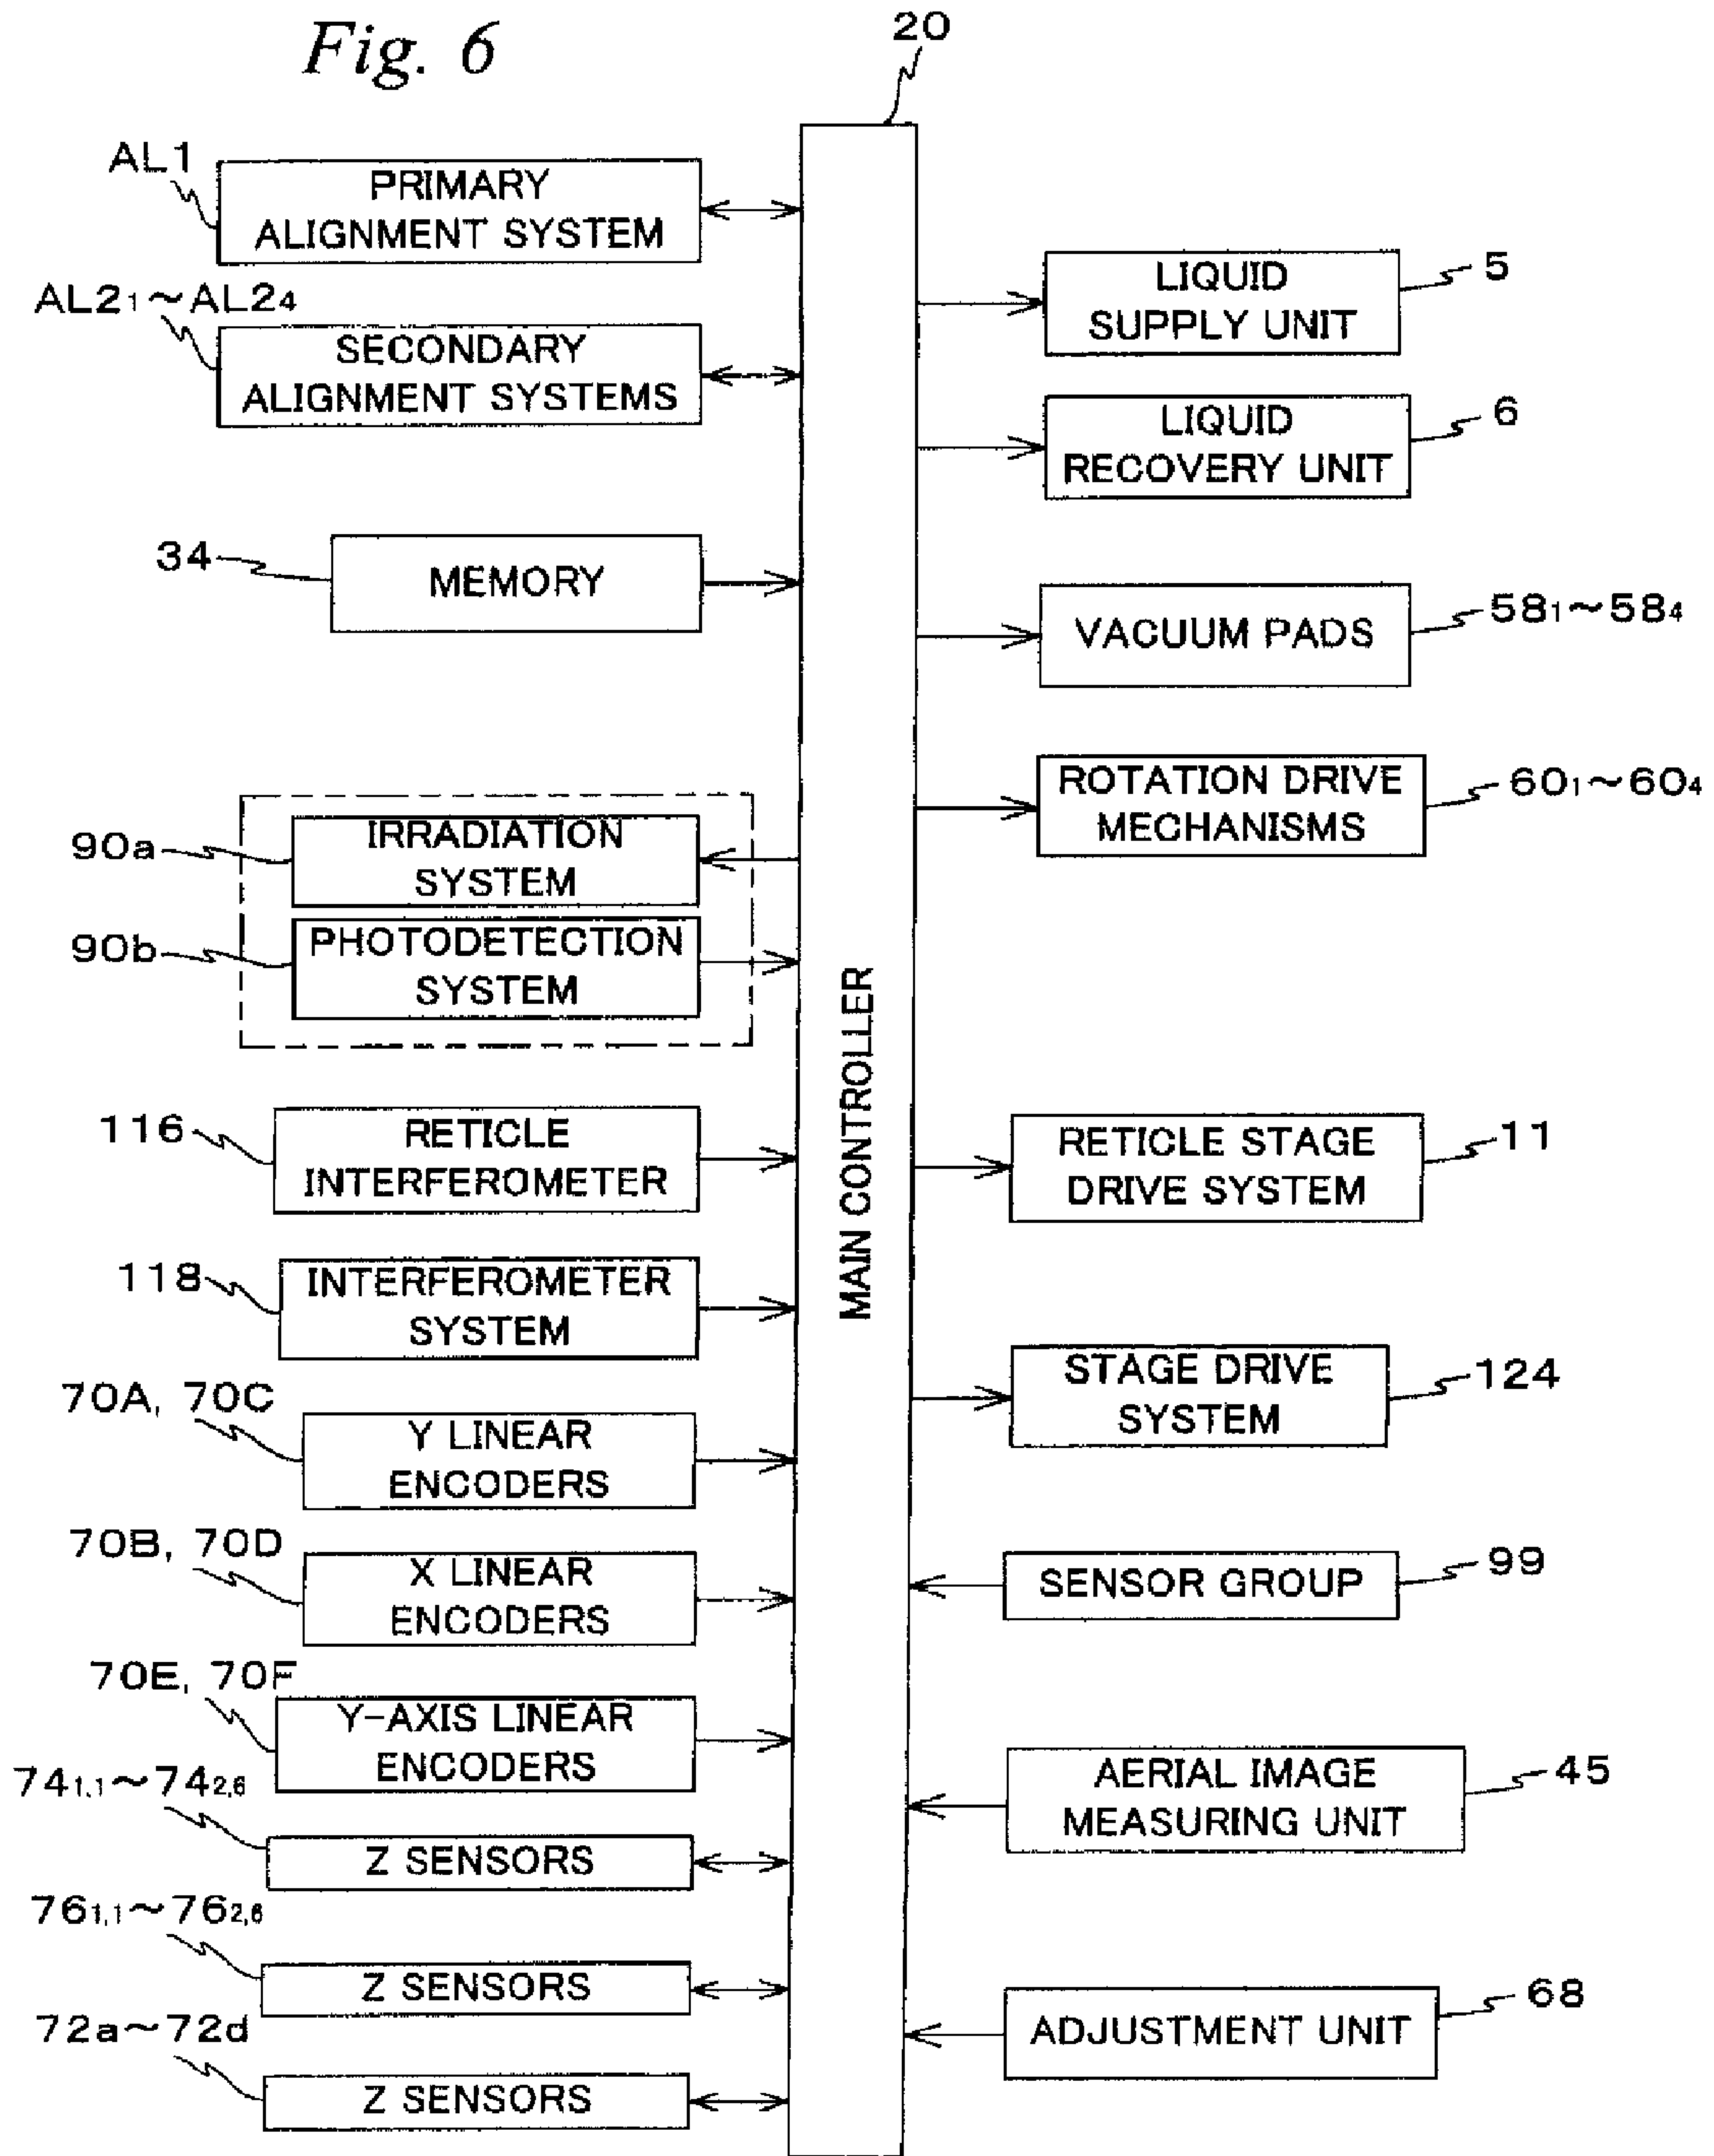 Fig. 6
20
AL1
PRIMARY
ALIGNMENT SYSTEM
AL21~AL24
SECONDARY
ALIGNMENT SYSTEMS
34
MEMORY
90a
IRRADIATION
SYSTEM
90b
PHOTODETECTION
SYSTEM
116
RETICLE
INTERFEROMETER
118
INTERFEROMETER
SYSTEM
70A, 70C
Y LINEAR
ENCODERS
70B, 70D
X LINEAR
ENCODERS
70E, 70F
Y-AXIS LINEAR
ENCODERS
741,1~742,6
Z SENSORS
761,1~762,6
Z SENSORS
72a~72d
Z SENSORS
MAIN CONTROLLER
LIQUID
SUPPLY UNIT
5
LIQUID
RECOVERY UNIT
6
VACUUM PADS
581~584
ROTATION DRIVE
MECHANISMS
601~604
RETICLE STAGE
DRIVE SYSTEM
11
STAGE DRIVE
SYSTEM
124
SENSOR GROUP
99
AERIAL IMAGE
MEASURING UNIT
45
ADJUSTMENT UNIT
68